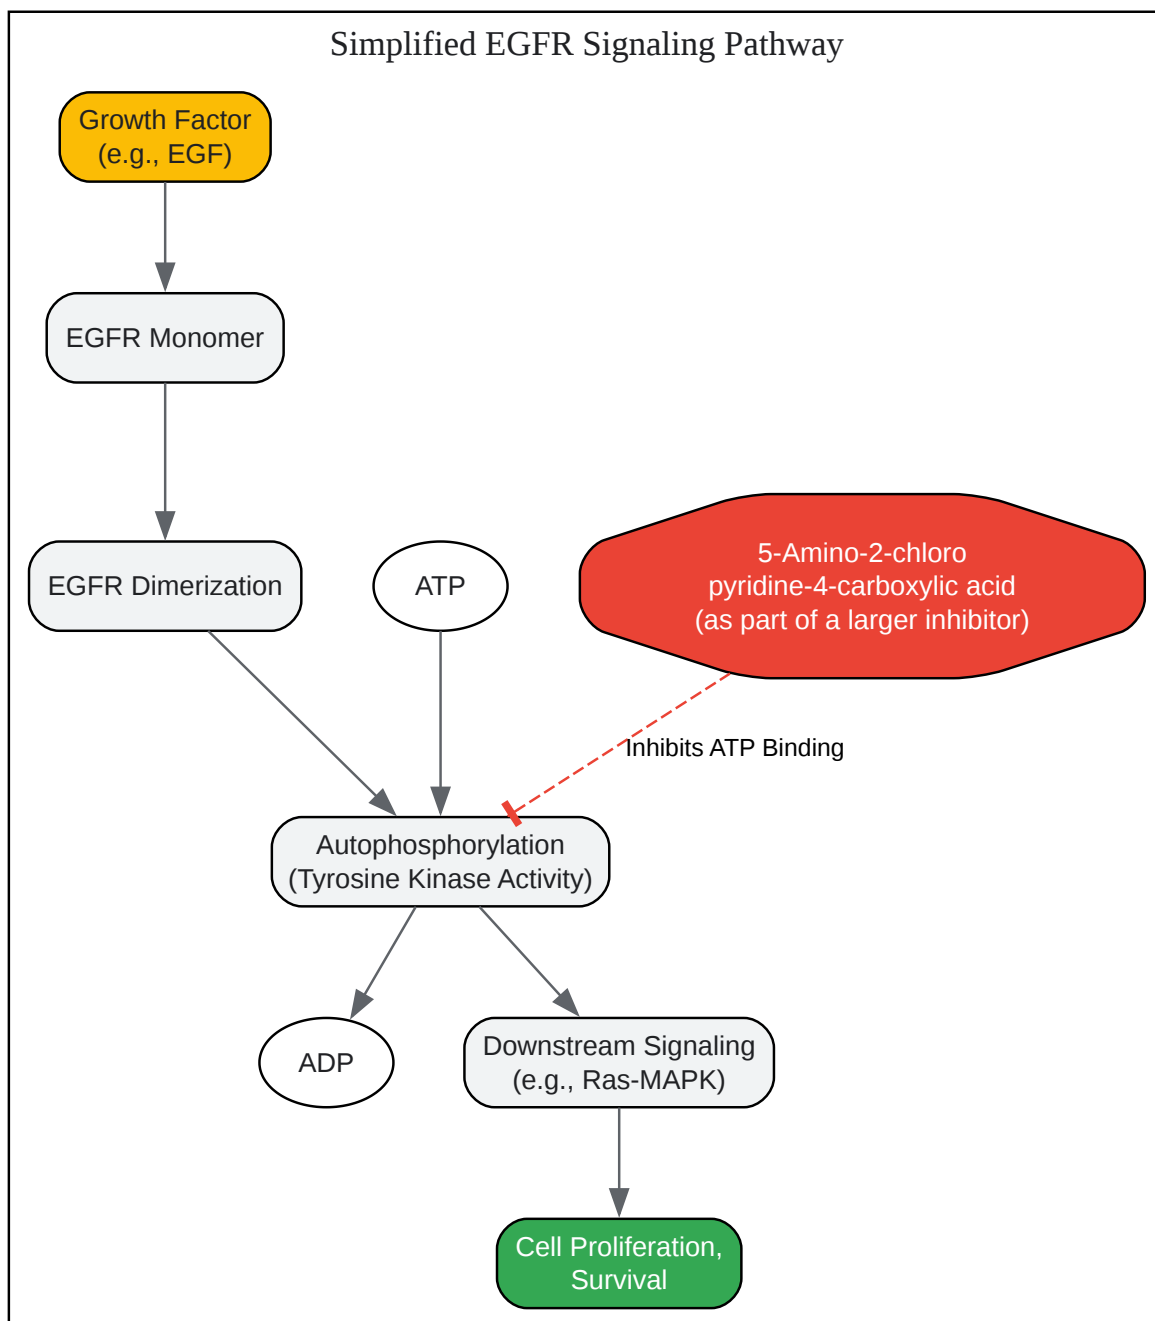 Simplified EGFR Signaling Pathway
Growth Factor
(e.g., EGF)
EGFR Monomer
EGFR Dimerization
ATP
5-Amino-2-chloro
pyridine-4-carboxylic acid
(as part of a larger inhibitor)
Inhibits ATP Binding
Autophosphorylation
(Tyrosine Kinase Activity)
ADP
Downstream Signaling
(e.g., Ras-MAPK)
Cell Proliferation,
Survival